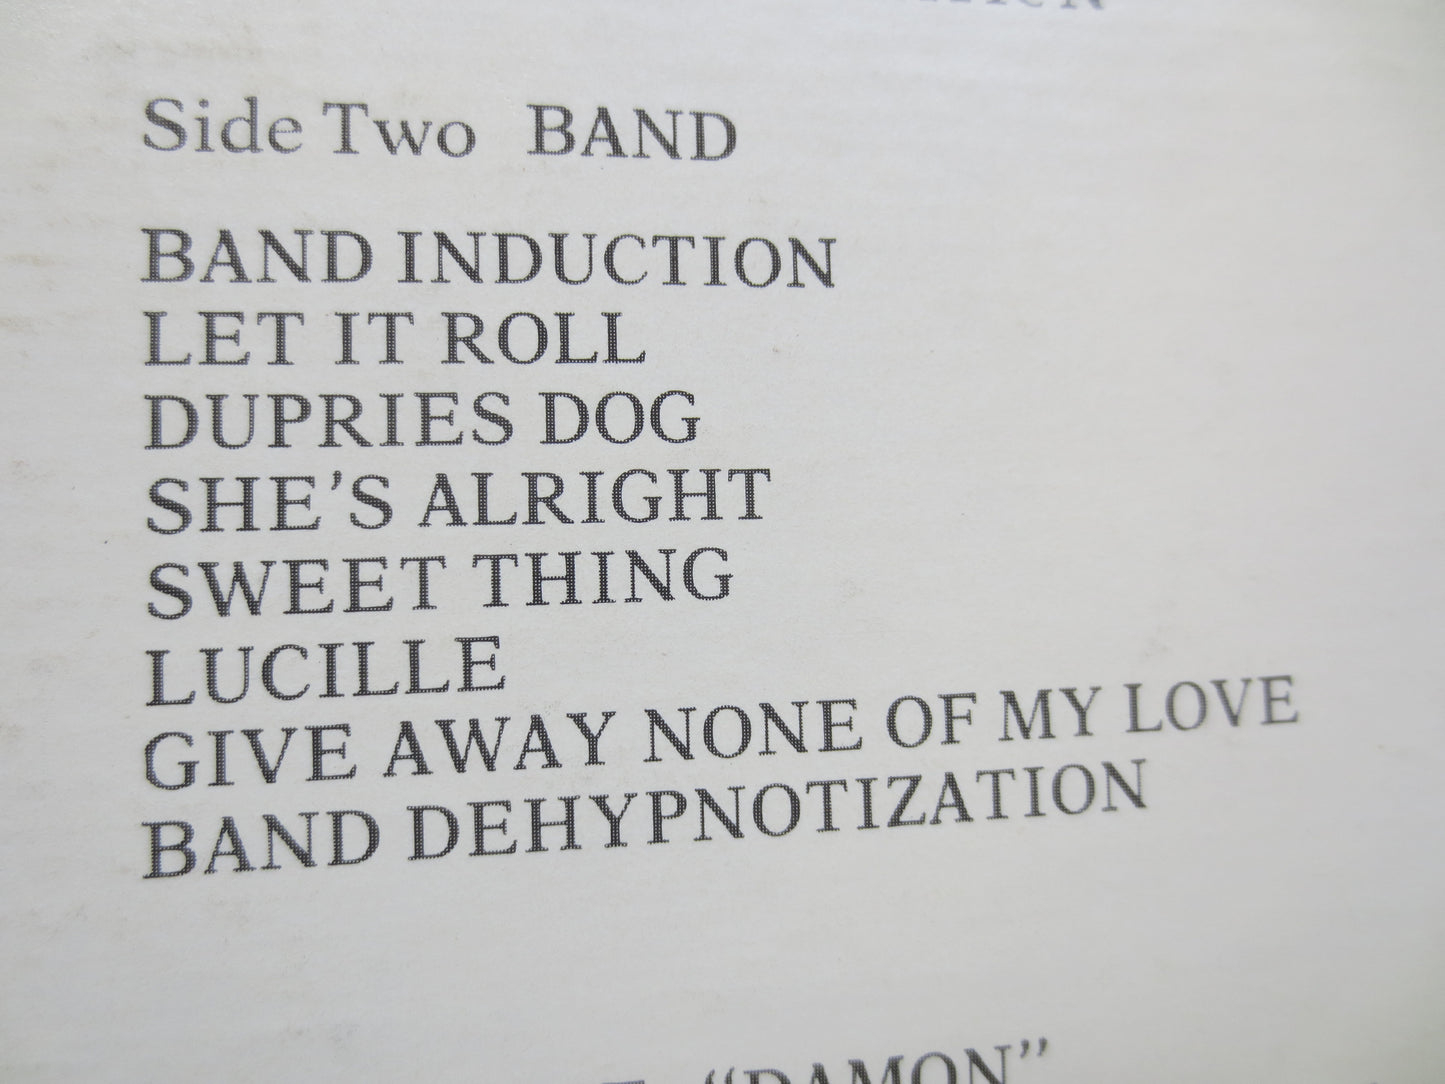 Side Two BAND
BAND INDUCTION
LET IT ROLL
DUPRIES DOG
SHE'S ALRIGHT
SWEET THING
LUCILLE
GIVE AWAY NONE OF MY LOVE
BAND DEHYPNOTIZATION
"DAMON"